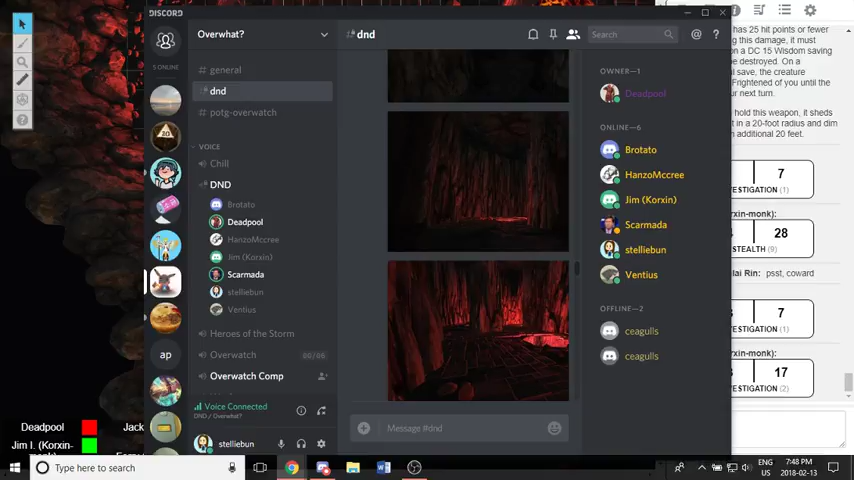 DISCORD
Overwhat?
5 ONLINE
# general
# dnd
# potg-overwatch
VOICE
Chill
DND
Brotato
Deadpool
HanzoMccree
Jim (Korxin)
Scarmada
stelliebun
Ventius
Heroes of the Storm
Overwatch
00/06
Overwatch Comp
Voice Connected
DND / Overwhat?
stelliebun
20
ap
# dnd
Search
Message #dnd
OWNER—1
Deadpool
ONLINE—6
Brotato
HanzoMccree
Jim (Korxin)
Scarmada
stelliebun
Ventius
OFFLINE—2
ceagulls
ceagulls
has 25 hit points or fewer
this damage, it must
on a DC 15 Wisdom saving
be destroyed. On a
save, the creature
Frightened of you until the
our next turn.
hold this weapon, it sheds
t in a 20-foot radius and dim
n additional 20 feet.
7
ESTIGATION (1)
rxin-monk):
28
STEALTH (9)
lai Rin: psst, coward
7
ESTIGATION (1)
rxin-monk):
17
ESTIGATION (2)
Deadpool
Jack
Jim I. (Korxin-
Type here to search
ENG
US
7:48 PM
2018-02-13